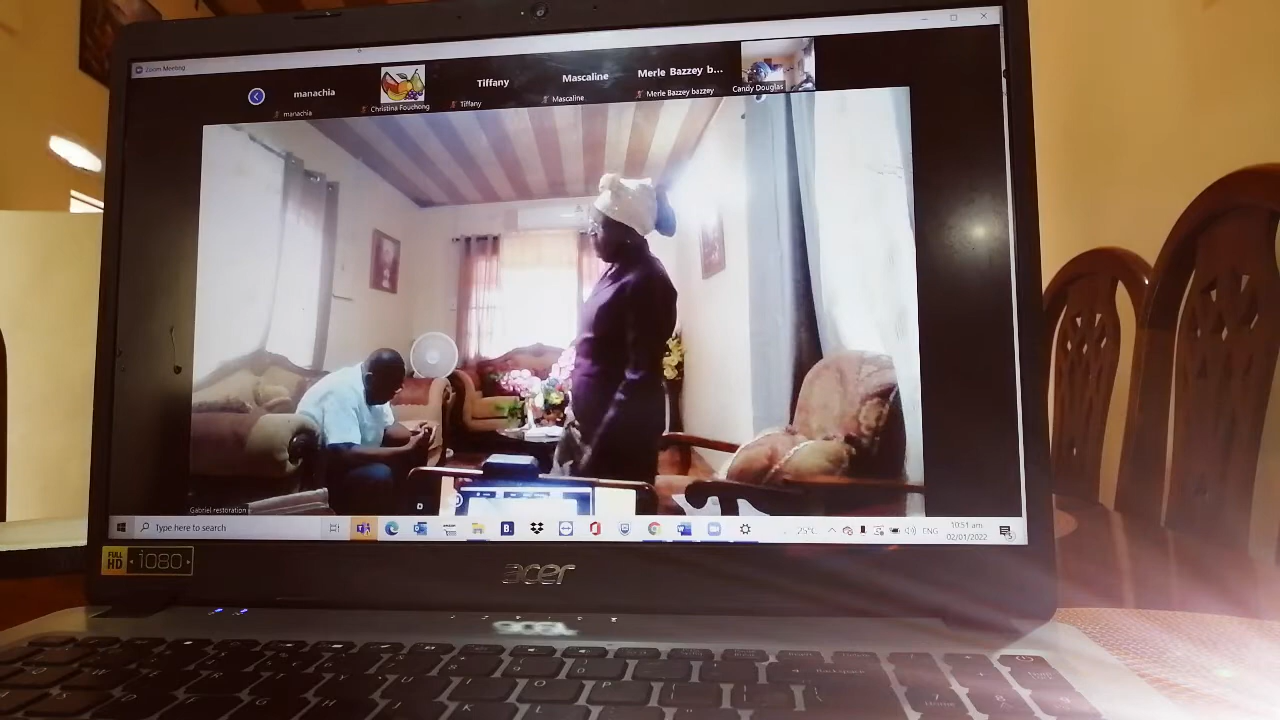 Zoom Meeting
manachia
Tiffany
Mascaline
Merle Bazzey b...
manachia
Christina Fouchong
Tiffany
Mascaline
Merle Bazzey bazzey
Candy Douglas
Gabriel restoration
Type here to search
25°C
ENG
10:51 am
02/01/2022
FULL HD 1080
acer